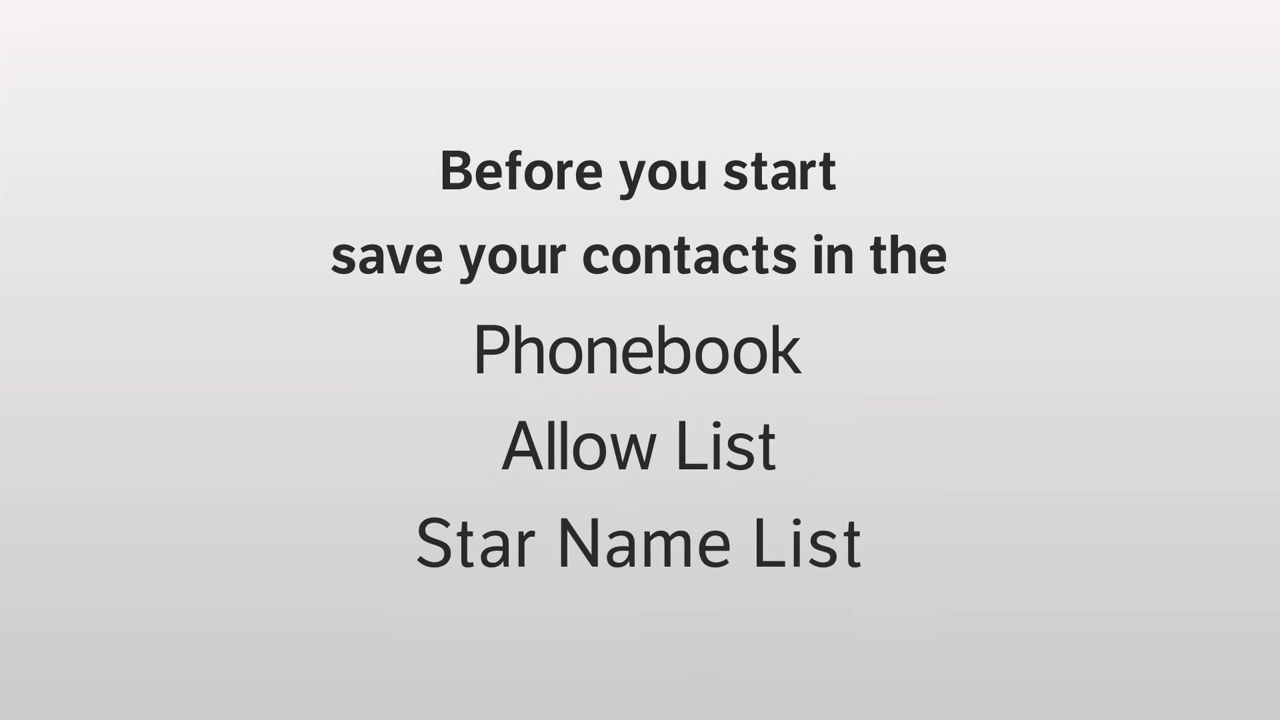 Before you start
save your contacts in the
Phonebook
Allow List
Star Name List